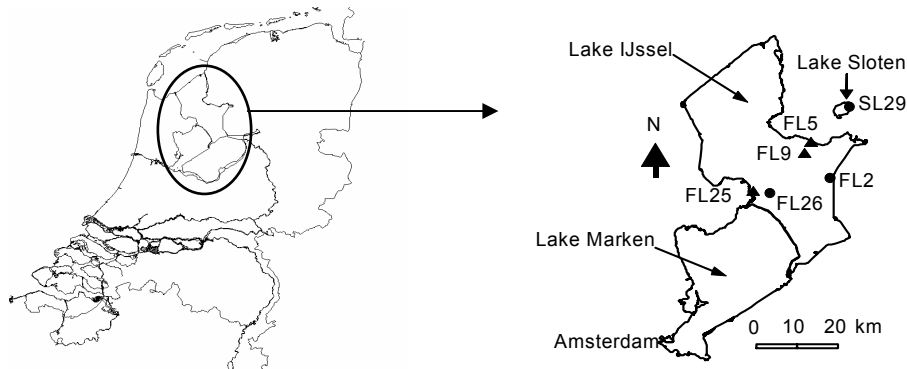 Lake IJssel
Lake Sloten
SL29
N
FL5
FL9
FL2
FL25
FL26
Lake Marken
0 10 20 km
Amsterdam